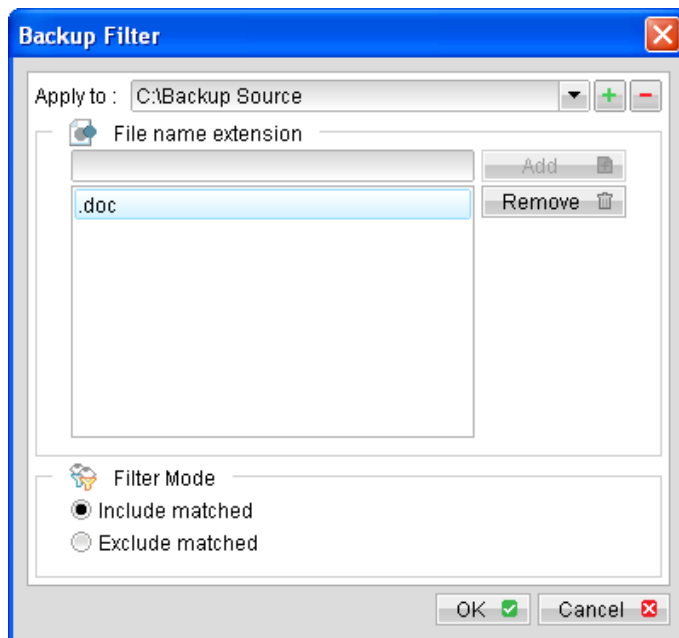 Backup Filter
Apply to : C:\Backup Source
File name extension
Add
.doc
Remove
Filter Mode
Include matched
Exclude matched
OK Cancel